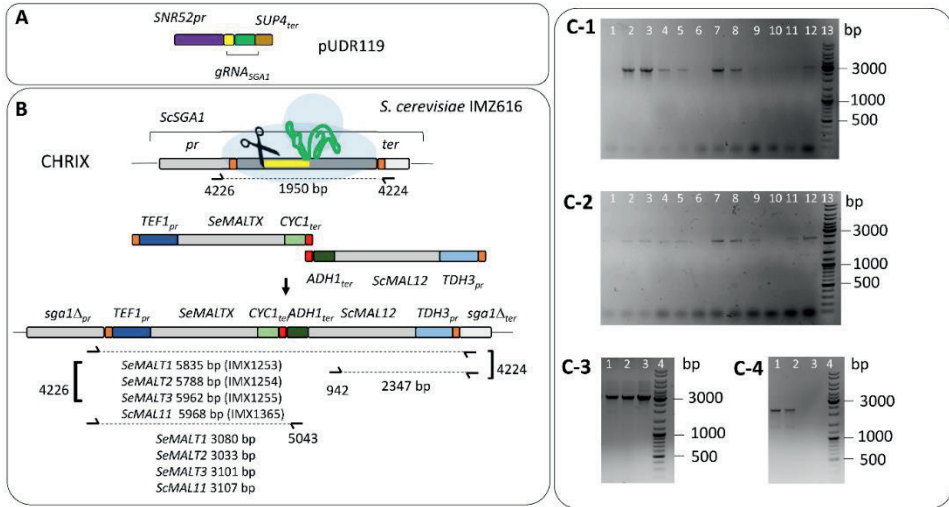 A
SNR52pr
SUP4ter
pUDR119
gRNASGA1
B
S. cerevisiae IMZ616
ScSGA1
pr
ter
CHRIX
4226
1950 bp
4224
TEF1pr
SeMALTX
CYC1ter
ADH1ter
ScMAL12
TDH3pr
sga1Δpr
TEF1pr
SeMALTX
CYC1ter
ADH1ter
ScMAL12
TDH3pr
sga1Δter
4226
SeMALT1 5835 bp (IMX1253)
SeMALT2 5788 bp (IMX1254)
SeMALT3 5962 bp (IMX1255)
ScMAL11 5968 bp (IMX1365)
942
2347 bp
4224
5043
SeMALT1 3080 bp
SeMALT2 3033 bp
SeMALT3 3101 bp
ScMAL11 3107 bp
C-1
1 2 3 4 5 6 7 8 9 10 11 12 13
bp
3000
1000
500
C-2
1 2 3 4 5 6 7 8 9 10 11 12 13
bp
3000
1000
500
C-3
1 2 3 4
bp
3000
1000
500
C-4
1 2 3 4
bp
3000
1000
500